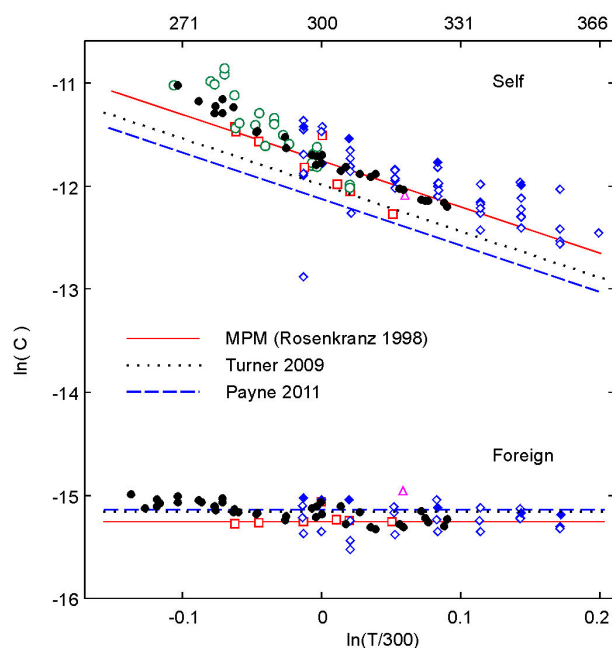 271 300 331 366
-11
Self
-12
-13
ln( C )
MPM (Rosenkranz 1998)
Turner 2009
Payne 2011
-14
Foreign
-15
-16
-0.1 0 0.1 0.2
ln(T/300)